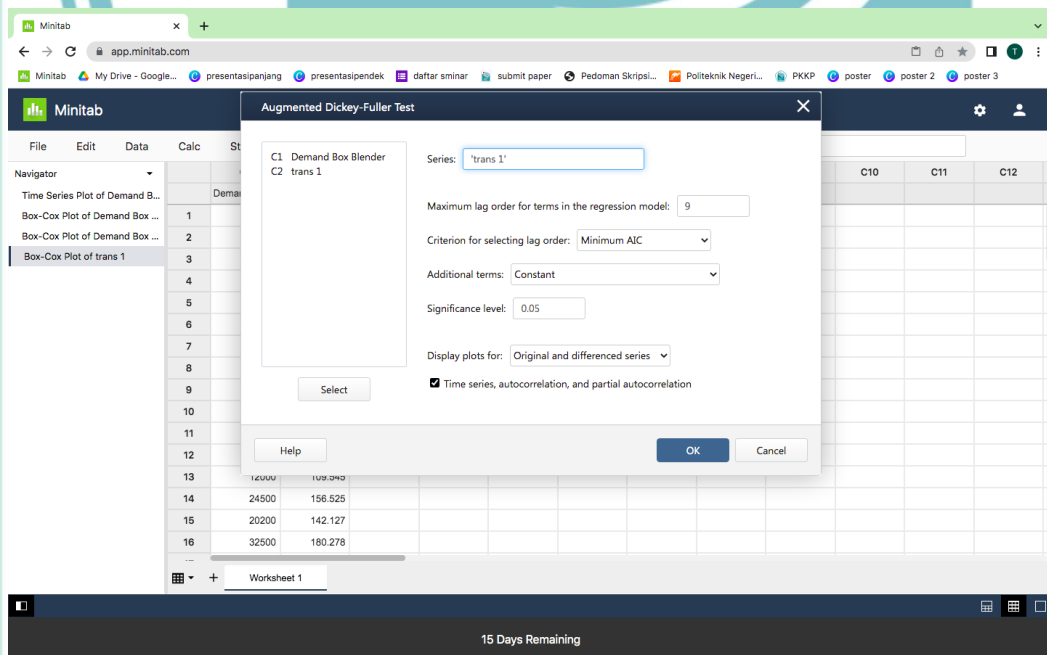 Minitab
app.minitab.com
T
Minitab My Drive - Google... presentasipanjang presentasipendek daftar sminar submit paper Pedoman Skripsi... Politeknik Negeri... PKKP poster poster 2 poster 3
Minitab
Augmented Dickey-Fuller Test
File Edit Data Calc St
Navigator
Time Series Plot of Demand B...
Box-Cox Plot of Demand Box ...
Box-Cox Plot of Demand Box ...
Box-Cox Plot of trans 1
C1 Demand Box Blender
C2 trans 1
Series: 'trans 1'
Maximum lag order for terms in the regression model: 9
Criterion for selecting lag order: Minimum AIC
Additional terms: Constant
Significance level: 0.05
Display plots for: Original and differenced series
Time series, autocorrelation, and partial autocorrelation
Select
Help
OK
Cancel
C10 C11 C12
Dema
1
2
3
4
5
6
7
8
9
10
11
12
13 12000 109.545
14 24500 156.525
15 20200 142.127
16 32500 180.278
Worksheet 1
15 Days Remaining